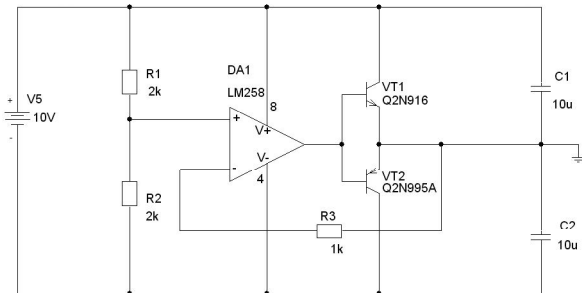 V5
10V
+
-
R1
2k
R2
2k
DA1
LM258
8
+
V+
-
V-
4
R3
1k
VT1
Q2N916
VT2
Q2N995A
C1
10u
C2
10u